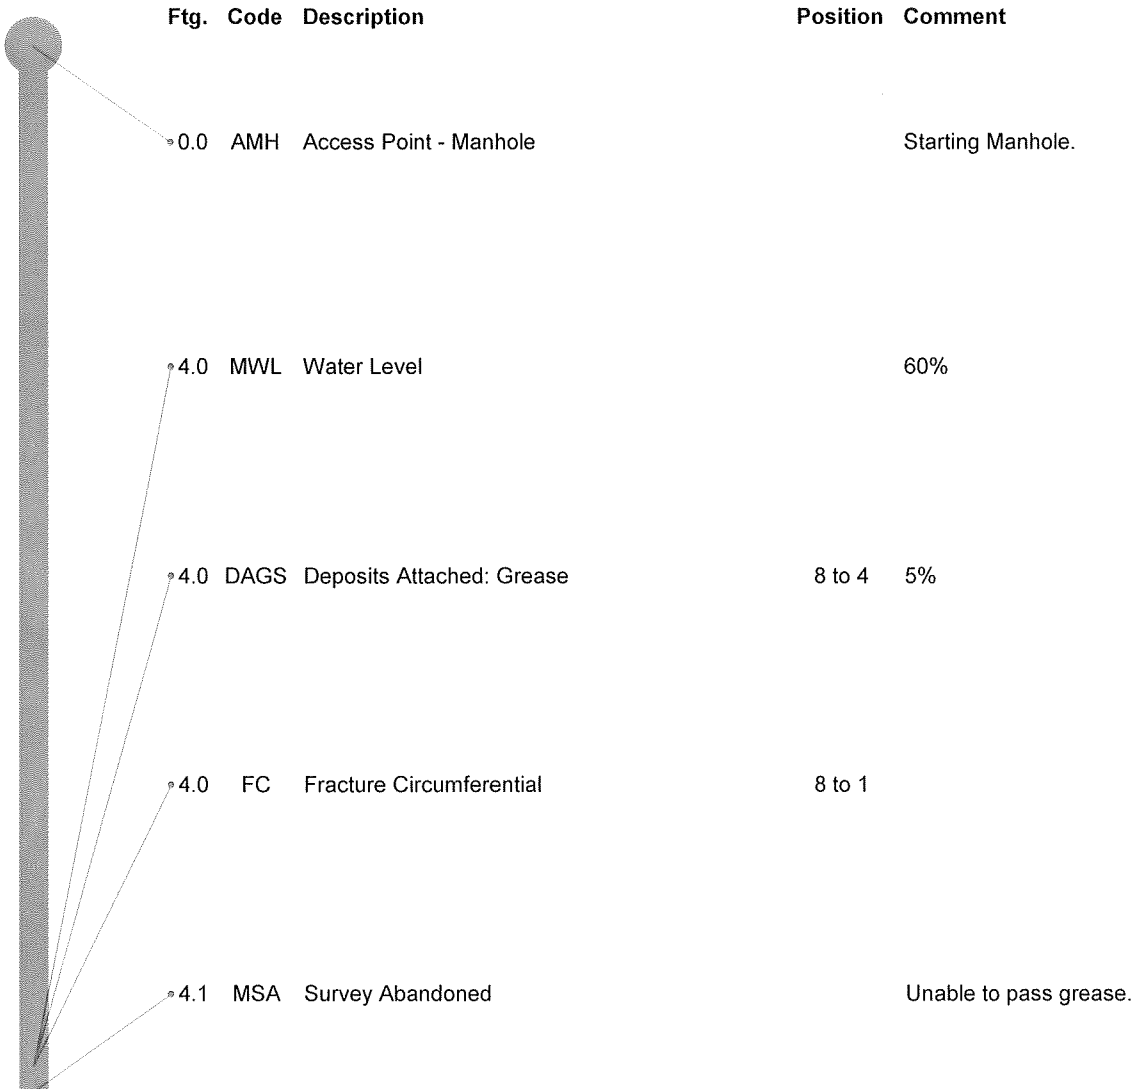 Ftg. Code Description Position Comment
0.0 AMH Access Point - Manhole Starting Manhole.
4.0 MWL Water Level 60%
4.0 DAGS Deposits Attached: Grease 8 to 4 5%
4.0 FC Fracture Circumferential 8 to 1
4.1 MSA Survey Abandoned Unable to pass grease.